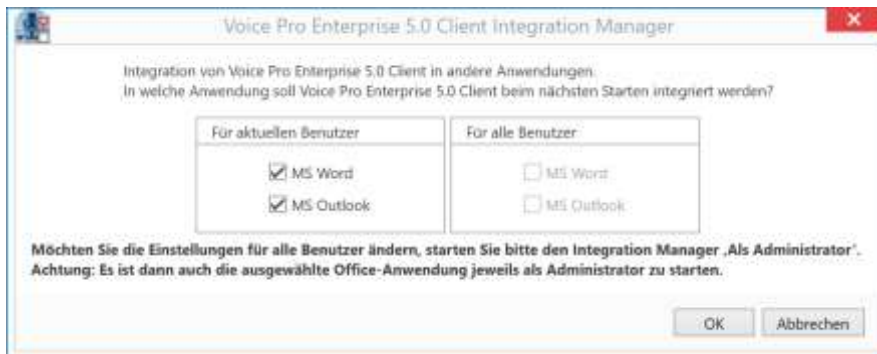 Voice Pro Enterprise 5.0 Client Integration Manager
Integration von Voice Pro Enterprise 5.0 Client in andere Anwendungen.
In welche Anwendung soll Voice Pro Enterprise 5.0 Client beim nächsten Starten integriert werden?
Für aktuellen Benutzer
Für alle Benutzer
MS Word
MS Word
MS Outlook
MS Outlook
Möchten Sie die Einstellungen für alle Benutzer ändern, starten Sie bitte den Integration Manager ‚Als Administrator'.
Achtung: Es ist dann auch die ausgewählte Office-Anwendung jeweils als Administrator zu starten.
OK
Abbrechen